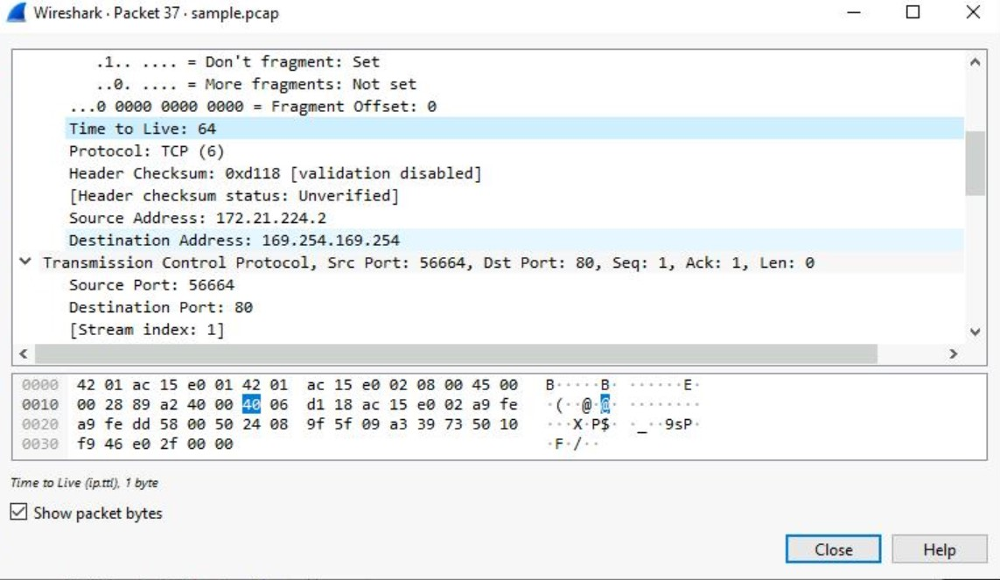 Wireshark · Packet 37 · sample.pcap
.1.. .... = Don't fragment: Set
..0. .... = More fragments: Not set
...0 0000 0000 0000 = Fragment Offset: 0
Time to Live: 64
Protocol: TCP (6)
Header Checksum: 0xd118 [validation disabled]
[Header checksum status: Unverified]
Source Address: 172.21.224.2
Destination Address: 169.254.169.254
Transmission Control Protocol, Src Port: 56664, Dst Port: 80, Seq: 1, Ack: 1, Len: 0
Source Port: 56664
Destination Port: 80
[Stream index: 1]
0000 42 01 ac 15 e0 01 42 01 ac 15 e0 02 08 00 45 00 B·····B· ······E·
0010 00 28 89 a2 40 00 40 06 d1 18 ac 15 e0 02 a9 fe ·(··@·@· ········
0020 a9 fe dd 58 00 50 24 08 9f 5f 09 a3 39 73 50 10 ···X·P$· ·_··9sP·
0030 f9 46 e0 2f 00 00 ·F·/··
Time to Live (ip.ttl), 1 byte
Show packet bytes
Close
Help